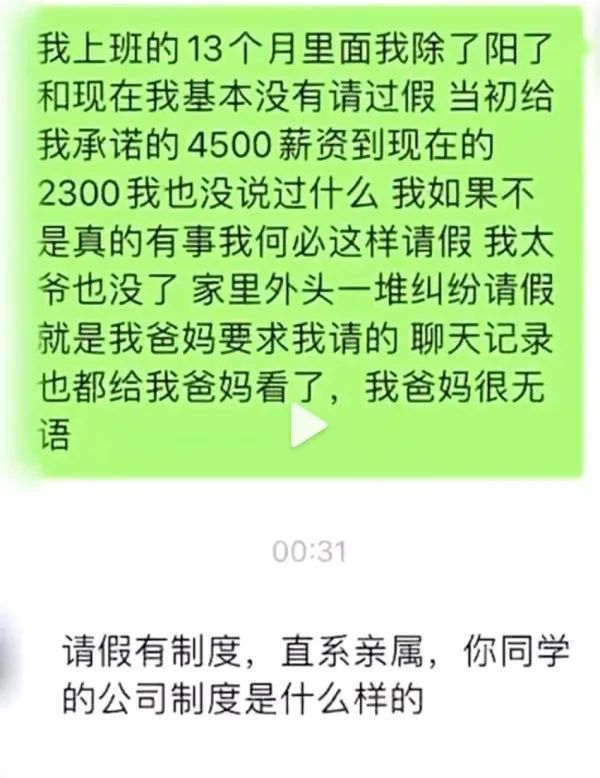 我上班的13个月里面我除了阳了
和现在我基本没有请过假 当初给
我承诺的4500薪资到现在的
2300我也没说过什么 我如果不
是真的有事我何必这样请假 我太
爷也没了 家里外头一堆纠纷请假
就是我爸妈要求我请的 聊天记录
也都给我爸妈看了，我爸妈很无
语
00:31
请假有制度，直系亲属，你同学
的公司制度是什么样的